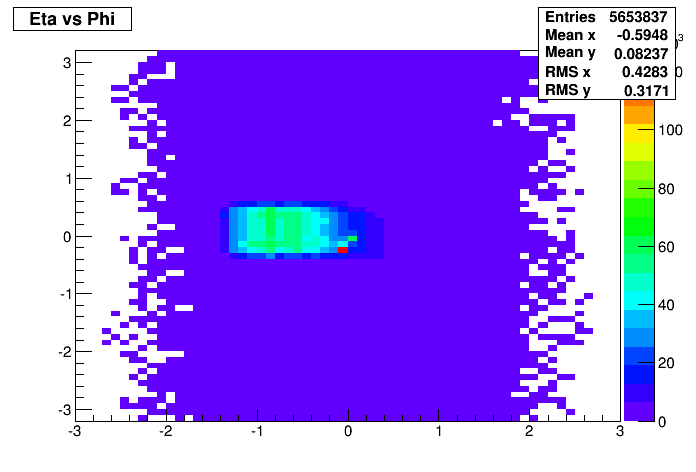 Eta vs Phi
Entries 5653837
Mean x -0.5948
Mean y 0.08237
RMS x 0.4283
RMS y 0.3171
3
2
1
0
-1
-2
-3
-3 -2 -1 0 1 2 3
100
80
60
40
20
0